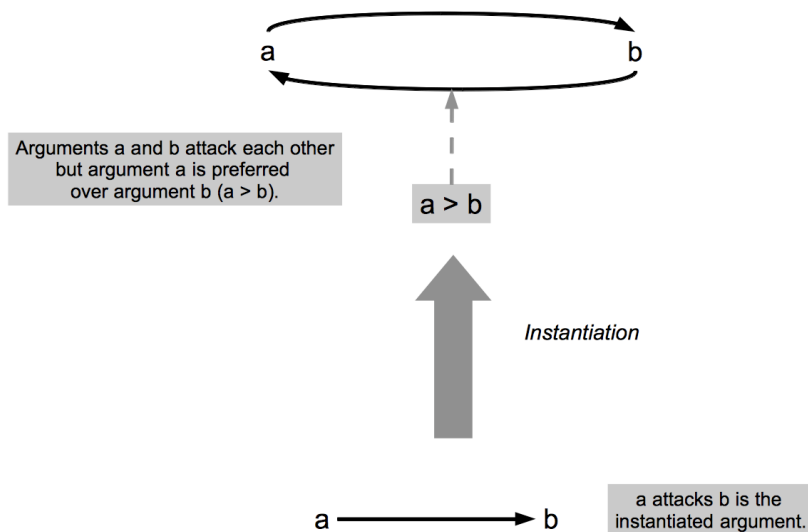 a
b
Arguments a and b attack each other
but argument a is preferred
over argument b (a > b).
a > b
Instantiation
a
b
a attacks b is the
instantiated argument.